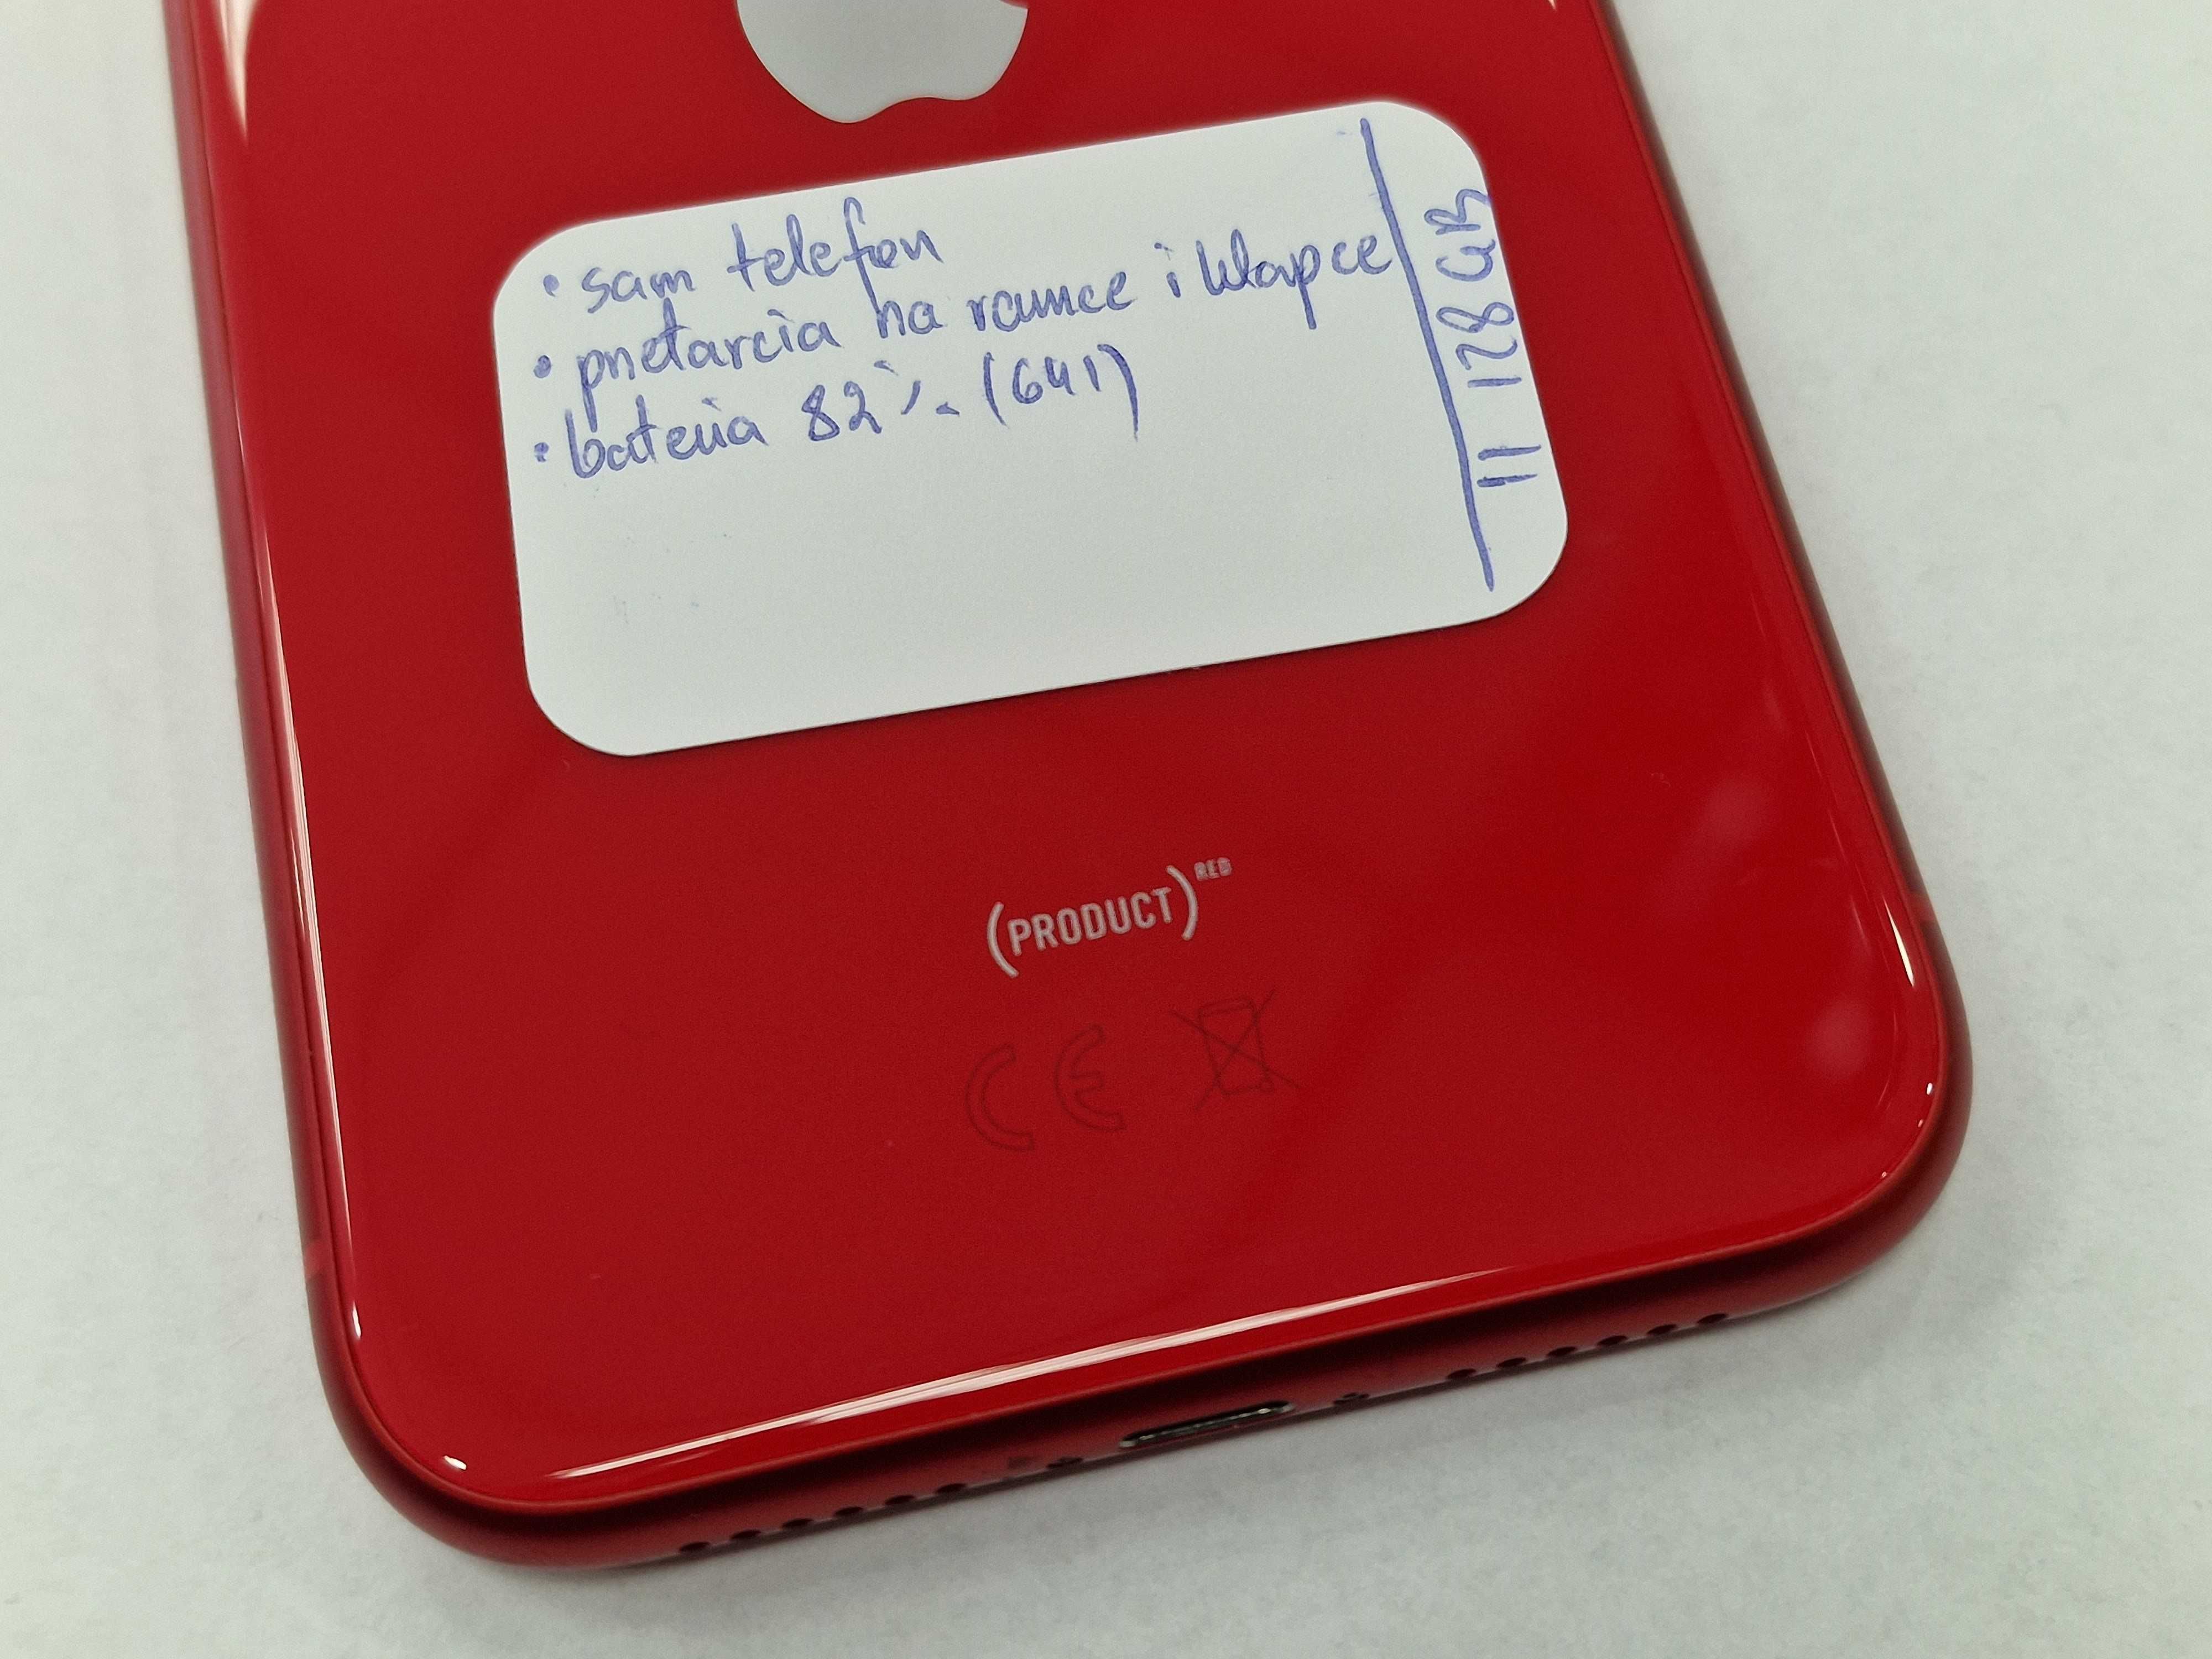 • sam telefon
• przetarcia na ramce i klapce
• bateria 82% (641)
11 128 GB
(PRODUCT)RED
CE